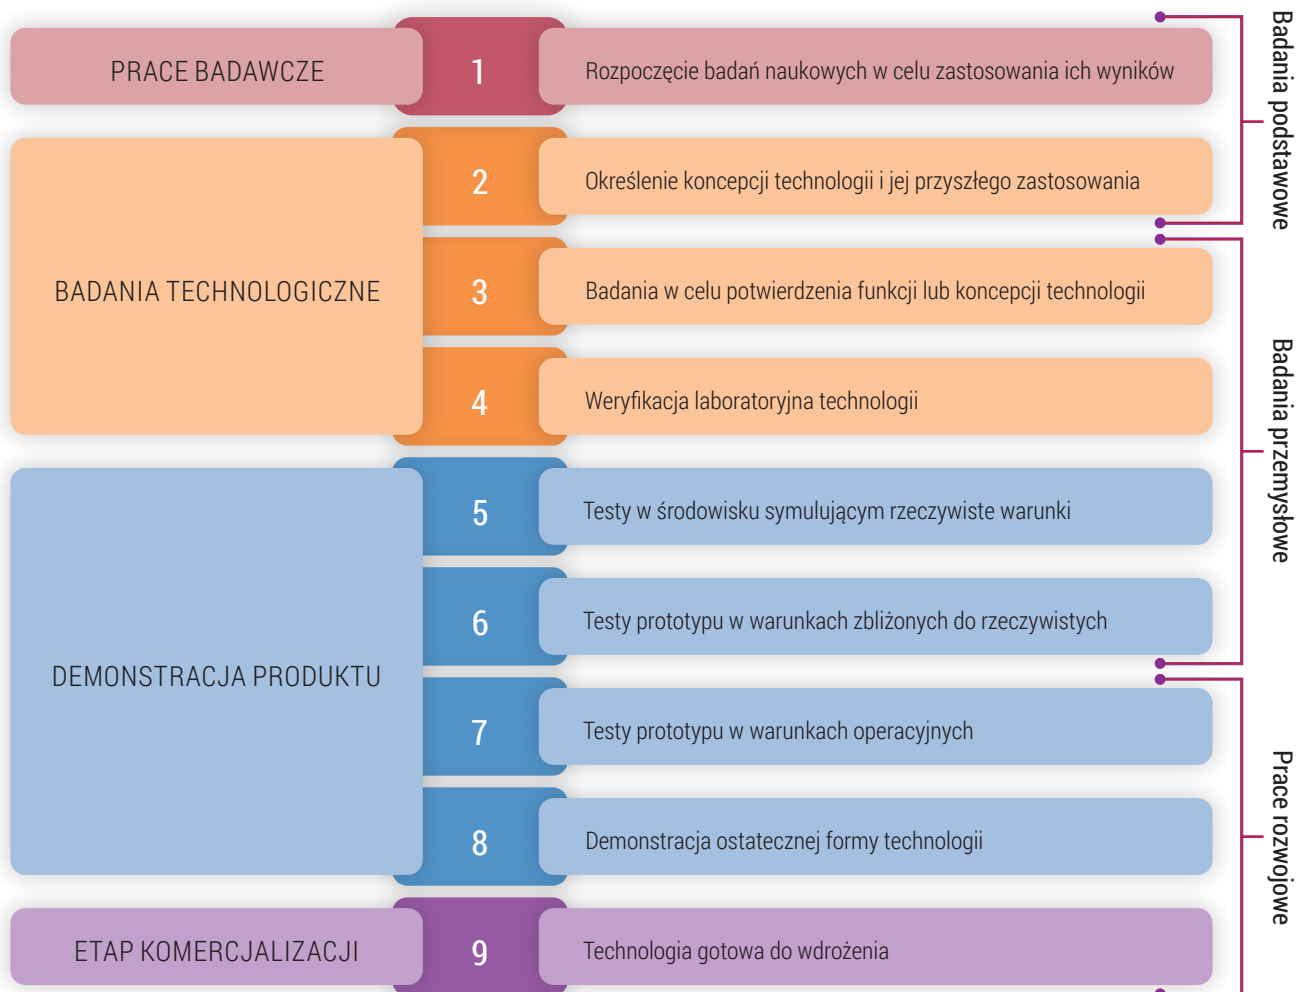 PRACE BADAWCZE
1
Rozpoczęcie badań naukowych w celu zastosowania ich wyników
BADANIA TECHNOLOGICZNE
2
Określenie koncepcji technologii i jej przyszłego zastosowania
3
Badania w celu potwierdzenia funkcji lub koncepcji technologii
4
Weryfikacja laboratoryjna technologii
DEMONSTRACJA PRODUKTU
5
Testy w środowisku symulującym rzeczywiste warunki
6
Testy prototypu w warunkach zbliżonych do rzeczywistych
7
Testy prototypu w warunkach operacyjnych
8
Demonstracja ostatecznej formy technologii
ETAP KOMERCJALIZACJI
9
Technologia gotowa do wdrożenia
Badania podstawowe
Badania przemysłowe
Prace rozwojowe